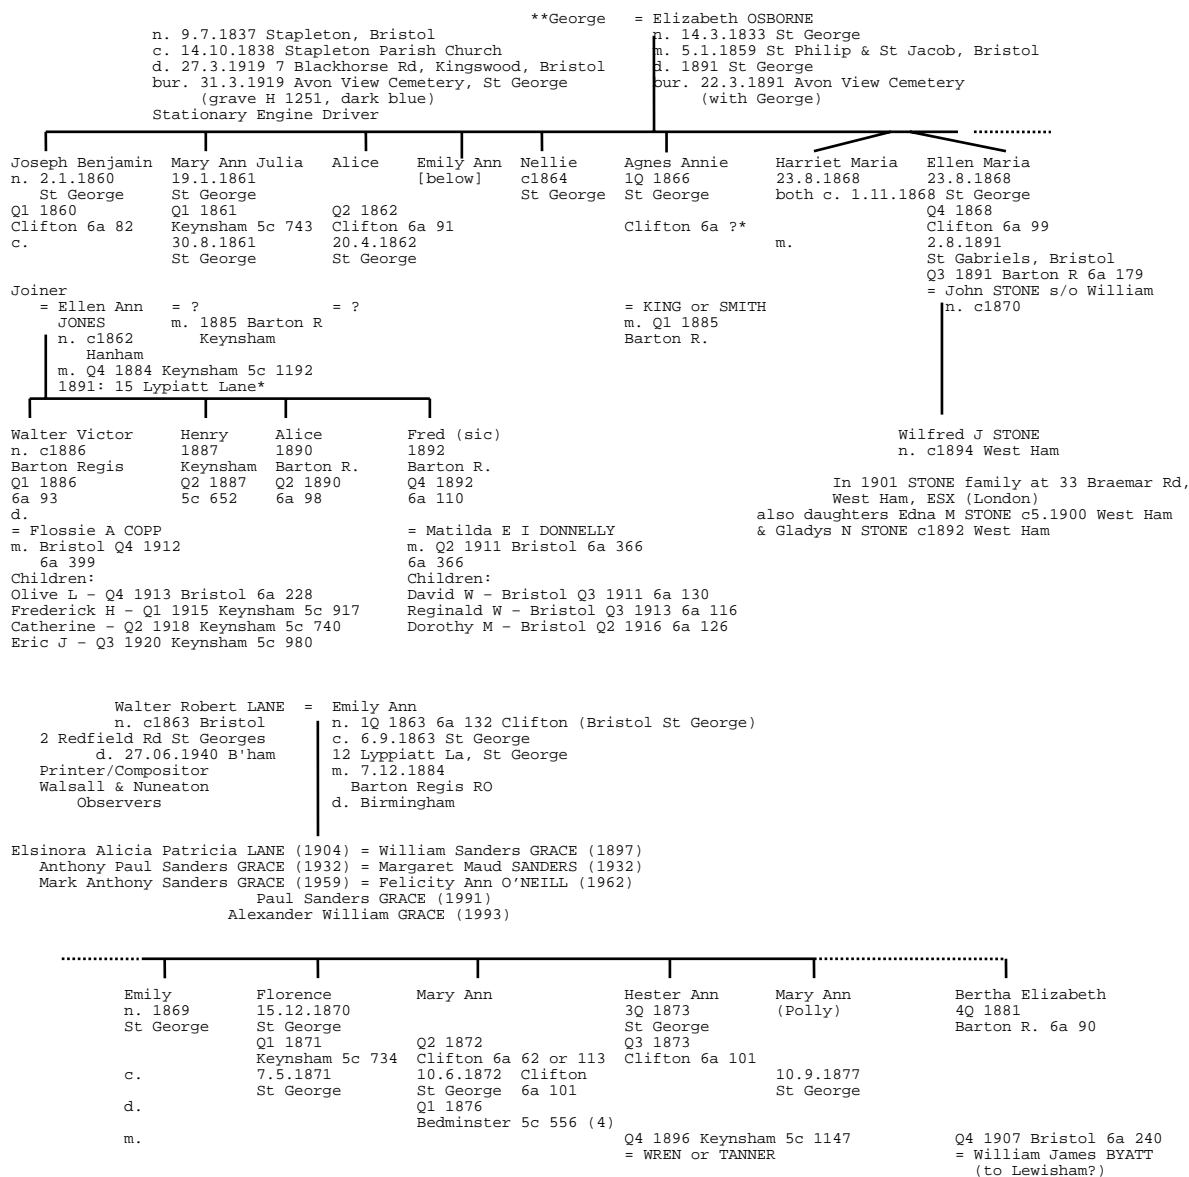 **George = Elizabeth OSBORNE
n. 9.7.1837 Stapleton, Bristol n. 14.3.1833 St George
c. 14.10.1838 Stapleton Parish Church m. 5.1.1859 St Philip & St Jacob, Bristol
d. 27.3.1919 7 Blackhorse Rd, Kingswood, Bristol d. 1891 St George
bur. 31.3.1919 Avon View Cemetery, St George bur. 22.3.1891 Avon View Cemetery
(grave H 1251, dark blue) (with George)
Stationary Engine Driver
Joseph Benjamin Mary Ann Julia Alice Emily Ann Nellie Agnes Annie Harriet Maria Ellen Maria
n. 2.1.1860 19.1.1861 [below] c1864 1Q 1866 23.8.1868 23.8.1868
St George St George St George St George both c. 1.11.1868 St George
Q1 1860 Q1 1861 Q2 1862 Q4 1868
Clifton 6a 82 Keynsham 5c 743 Clifton 6a 91 Clifton 6a ?* Clifton 6a 99
c. 30.8.1861 20.4.1862 m. 2.8.1891
St George St George St Gabriels, Bristol
Q3 1891 Barton R 6a 179
Joiner = John STONE s/o William
= Ellen Ann = ? = ? = KING or SMITH n. c1870
JONES m. 1885 Barton R m. Q1 1885
n. c1862 Keynsham Barton R.
Hanham
m. Q4 1884 Keynsham 5c 1192
1891: 15 Lypiatt Lane*
Walter Victor Henry Alice Fred (sic) Wilfred J STONE
n. c1886 1887 1890 1892 n. c1894 West Ham
Barton Regis Keynsham Barton R. Barton R.
Q1 1886 Q2 1887 Q2 1890 Q4 1892 In 1901 STONE family at 33 Braemar Rd,
6a 93 5c 652 6a 98 6a 110 West Ham, ESX (London)
d. also daughters Edna M STONE c5.1900 West Ham
= Flossie A COPP = Matilda E I DONNELLY & Gladys N STONE c1892 West Ham
m. Bristol Q4 1912 m. Q2 1911 Bristol 6a 366
6a 399 6a 366
Children: Children:
Olive L – Q4 1913 Bristol 6a 228 David W – Bristol Q3 1911 6a 130
Frederick H – Q1 1915 Keynsham 5c 917 Reginald W – Bristol Q3 1913 6a 116
Catherine – Q2 1918 Keynsham 5c 740 Dorothy M – Bristol Q2 1916 6a 126
Eric J – Q3 1920 Keynsham 5c 980
Walter Robert LANE = Emily Ann
n. c1863 Bristol n. 1Q 1863 6a 132 Clifton (Bristol St George)
2 Redfield Rd St Georges c. 6.9.1863 St George
d. 27.06.1940 B'ham 12 Lyppiatt La, St George
Printer/Compositor m. 7.12.1884
Walsall & Nuneaton Barton Regis RO
Observers d. Birmingham
Elsinora Alicia Patricia LANE (1904) = William Sanders GRACE (1897)
Anthony Paul Sanders GRACE (1932) = Margaret Maud SANDERS (1932)
Mark Anthony Sanders GRACE (1959) = Felicity Ann O’NEILL (1962)
Paul Sanders GRACE (1991)
Alexander William GRACE (1993)
Emily Florence Mary Ann Hester Ann Mary Ann Bertha Elizabeth
n. 1869 15.12.1870 3Q 1873 (Polly) 4Q 1881
St George St George St George Barton R. 6a 90
Q1 1871 Q2 1872 Q3 1873
Keynsham 5c 734 Clifton 6a 62 or 113 Clifton 6a 101
c. 7.5.1871 10.6.1872 Clifton 10.9.1877
St George St George 6a 101 St George
d. Q1 1876
Bedminster 5c 556 (4)
m. Q4 1896 Keynsham 5c 1147 Q4 1907 Bristol 6a 240
= WREN or TANNER = William James BYATT
(to Lewisham?)